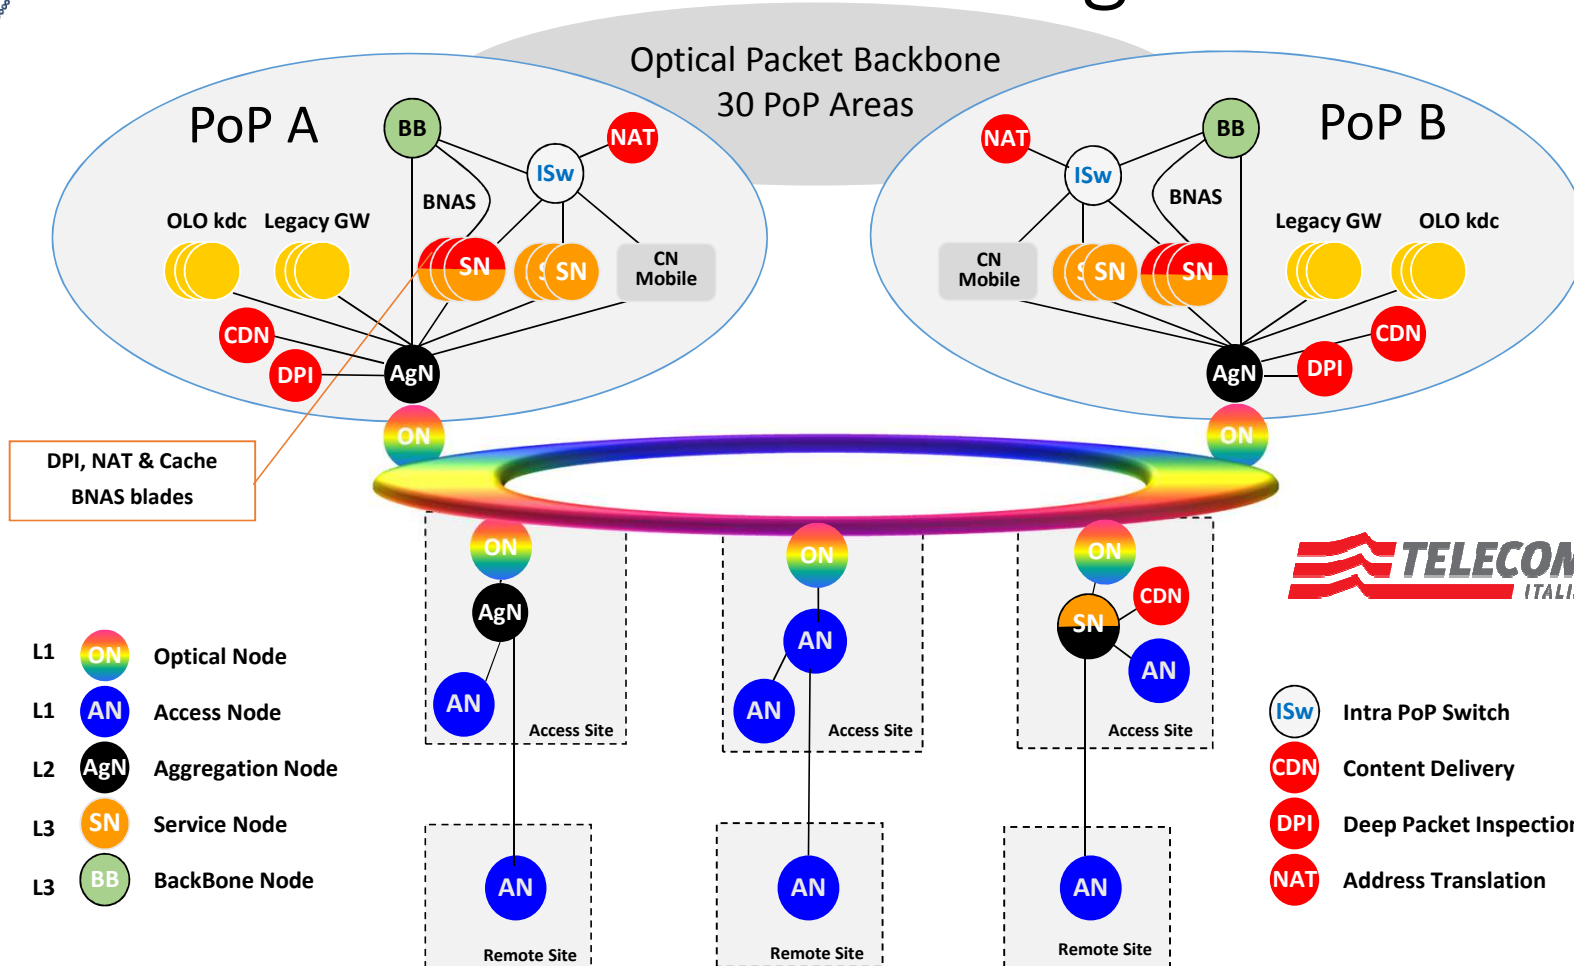 g
Optical Packet Backbone
30 PoP Areas
PoP A
BB
NAT
ISw
BNAS
OLO kdc
Legacy GW
SN
S
SN
CN
Mobile
CDN
DPI
AgN
ON
PoP B
NAT
BB
ISw
BNAS
Legacy GW
OLO kdc
CN
Mobile
S
SN
SN
CDN
DPI
AgN
ON
DPI, NAT & Cache
BNAS blades
ON
AgN
AN
Access Site
ON
AN
AN
Access Site
ON
SN
CDN
AN
Access Site
TELECOM
ITALI
L1 ON Optical Node
L1 AN Access Node
L2 AgN Aggregation Node
L3 SN Service Node
L3 BB BackBone Node
ISw Intra PoP Switch
CDN Content Delivery
DPI Deep Packet Inspection
NAT Address Translation
AN
Remote Site
AN
Remote Site
AN
Remote Site